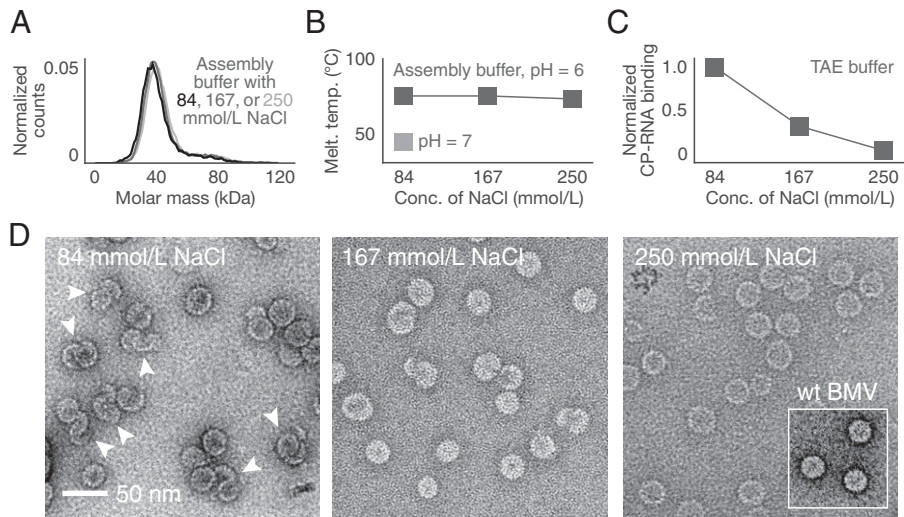 A
Normalized
counts
0.05
0
Assembly
buffer with
84, 167, or 250
mmol/L NaCl
0 40 80 120
Molar mass (kDa)
B
Melt. temp. (°C)
100
50
Assembly buffer, pH = 6
pH = 7
84 167 250
Conc. of NaCl (mmol/L)
C
Normalized
CP-RNA binding
1.0
0.5
0
TAE buffer
84 167 250
Conc. of NaCl (mmol/L)
D
84 mmol/L NaCl
50 nm
167 mmol/L NaCl
250 mmol/L NaCl
wt BMV